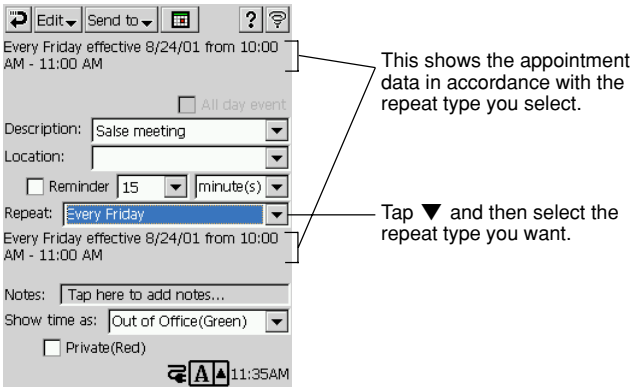 Edit Send to ?
Every Friday effective 8/24/01 from 10:00
AM - 11:00 AM
This shows the appointment
data in accordance with the
repeat type you select.
All day event
Description: Salse meeting
Location:
Reminder 15 minute(s)
Repeat: Every Friday
Tap ▼ and then select the
repeat type you want.
Every Friday effective 8/24/01 from 10:00
AM - 11:00 AM
Notes: Tap here to add notes...
Show time as: Out of Office(Green)
Private(Red)
A 11:35AM